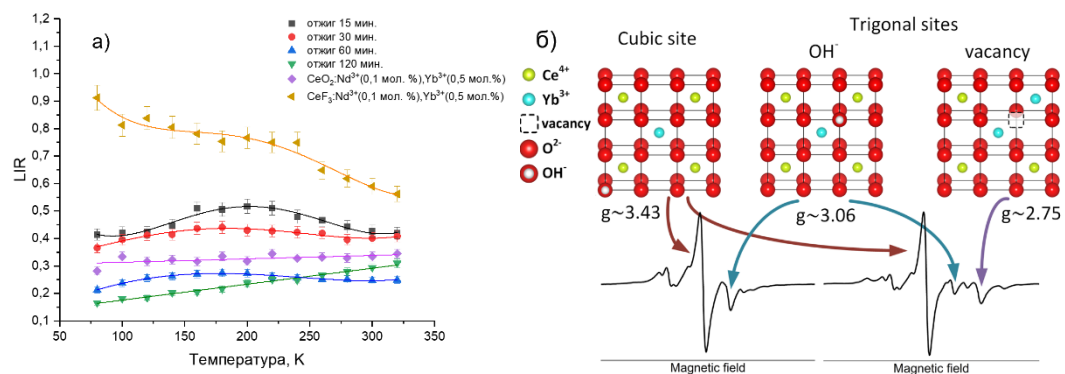 а)
LIR
1,2
1,1
1,0
0,9
0,8
0,7
0,6
0,5
0,4
0,3
0,2
0,1
отжиг 15 мин.
отжиг 30 мин.
отжиг 60 мин.
отжиг 120 мин.
CeO₂:Nd³⁺(0,1 мол. %),Yb³⁺(0,5 мол.%)
CeF₃:Nd³⁺(0,1 мол. %),Yb³⁺(0,5 мол.%)
50 100 150 200 250 300 350
Температура, K
б)
Trigonal sites
Cubic site
OH⁻
vacancy
Ce⁴⁺
Yb³⁺
vacancy
O²⁻
OH⁻
g~3.43
g~3.06
g~2.75
Magnetic field
Magnetic field